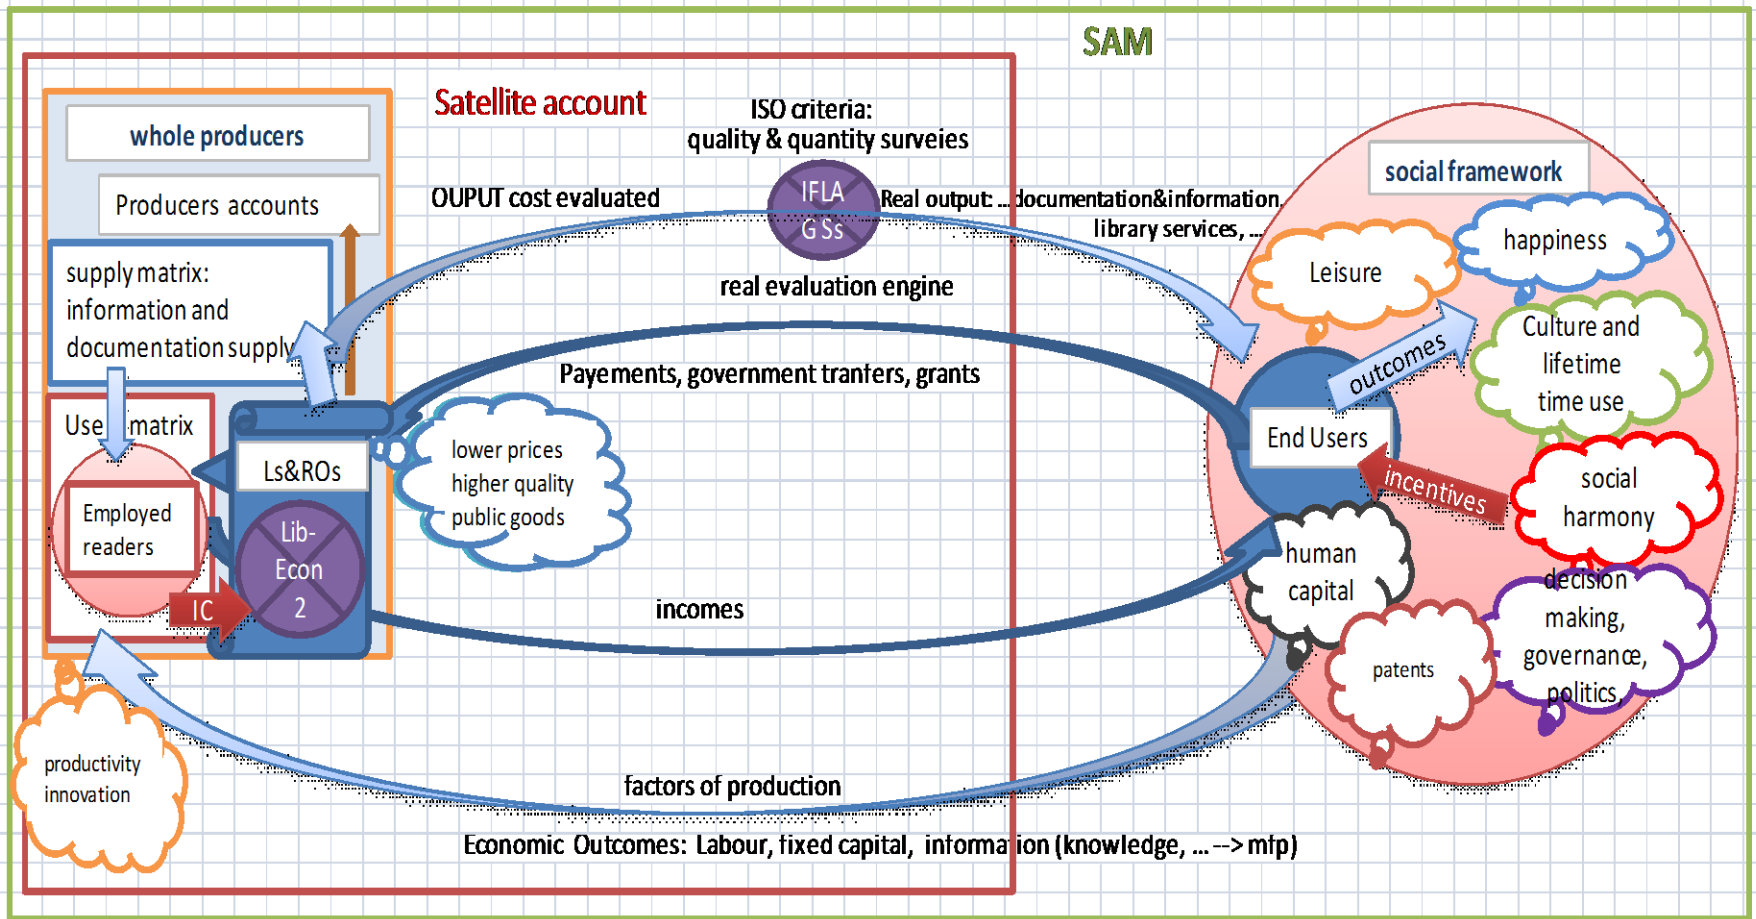 SAM
Satellite account
ISO criteria:
quality & quantity surveies
whole producers
Producers accounts
OUPUT cost evaluated
IFLA
GSs
Real output: ... documentation&information,
library services, ...
real evaluation engine
supply matrix:
information and
documentation supply
Payements, government tranfers, grants
Use matrix
Ls&ROs
Employed
readers
Lib-
Econ
2
IC
lower prices
higher quality
public goods
incomes
productivity
innovation
factors of production
Economic Outcomes: Labour, fixed capital, information (knowledge, ... --> mfp)
social framework
Leisure
happiness
outcomes
Culture and
lifetime
time use
End Users
incentives
social
harmony
human
capital
patents
decision
making,
governance,
politics,